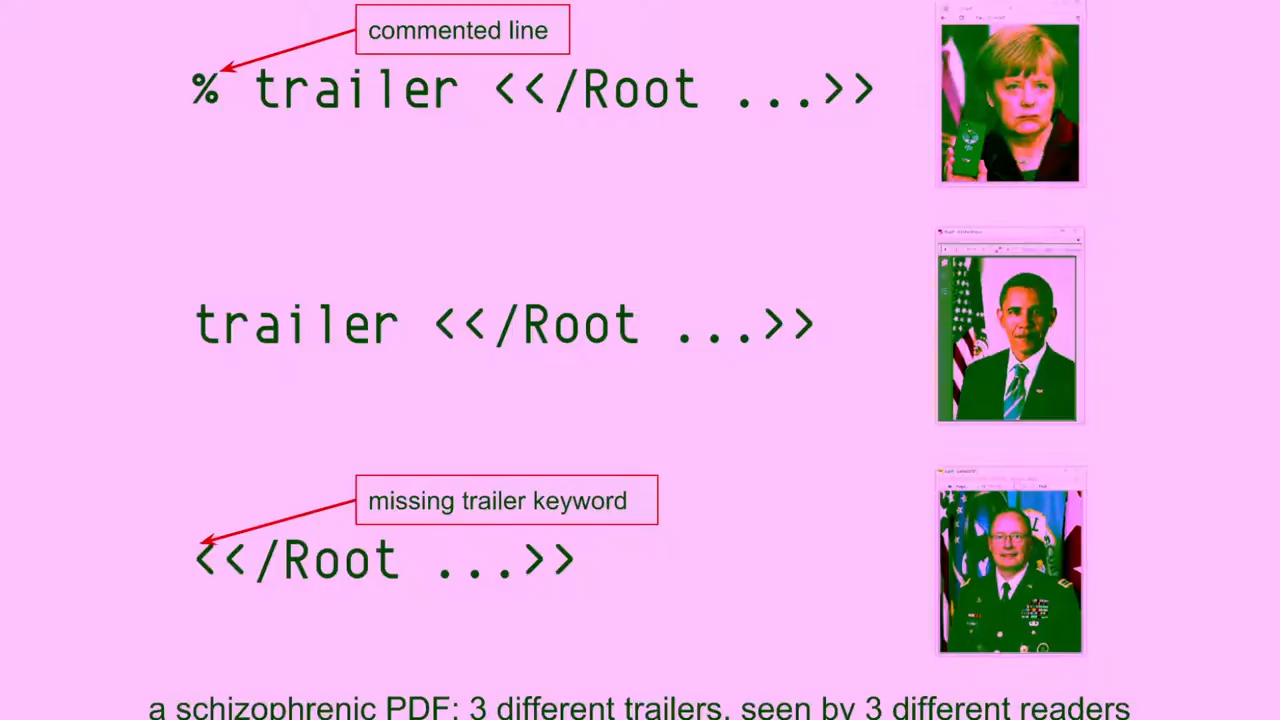 commented line
% trailer <</Root ...>>
trailer <</Root ...>>
missing trailer keyword
<</Root ...>>
a schizophrenic PDF: 3 different trailers, seen by 3 different readers